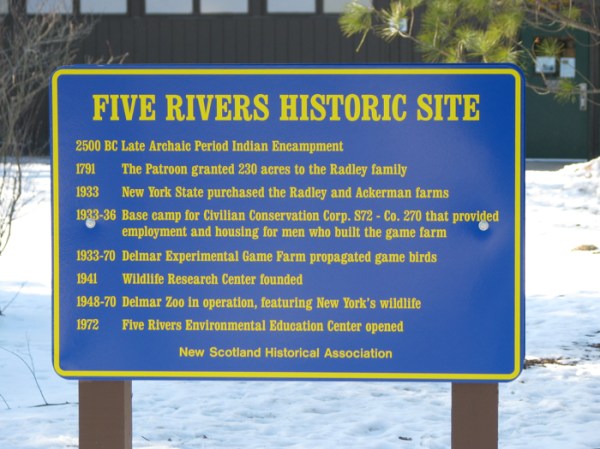 FIVE RIVERS HISTORIC SITE
2500 BC Late Archaic Period Indian Encampment
1791 The Patroon granted 230 acres to the Radley family
1933 New York State purchased the Radley and Ackerman farms
1933-36 Base camp for Civilian Conservation Corp. S72 - Co. 270 that provided
employment and housing for men who built the game farm
1933-70 Delmar Experimental Game Farm propagated game birds
1941 Wildlife Research Center founded
1948-70 Delmar Zoo in operation, featuring New York's wildlife
1972 Five Rivers Environmental Education Center opened
New Scotland Historical Association